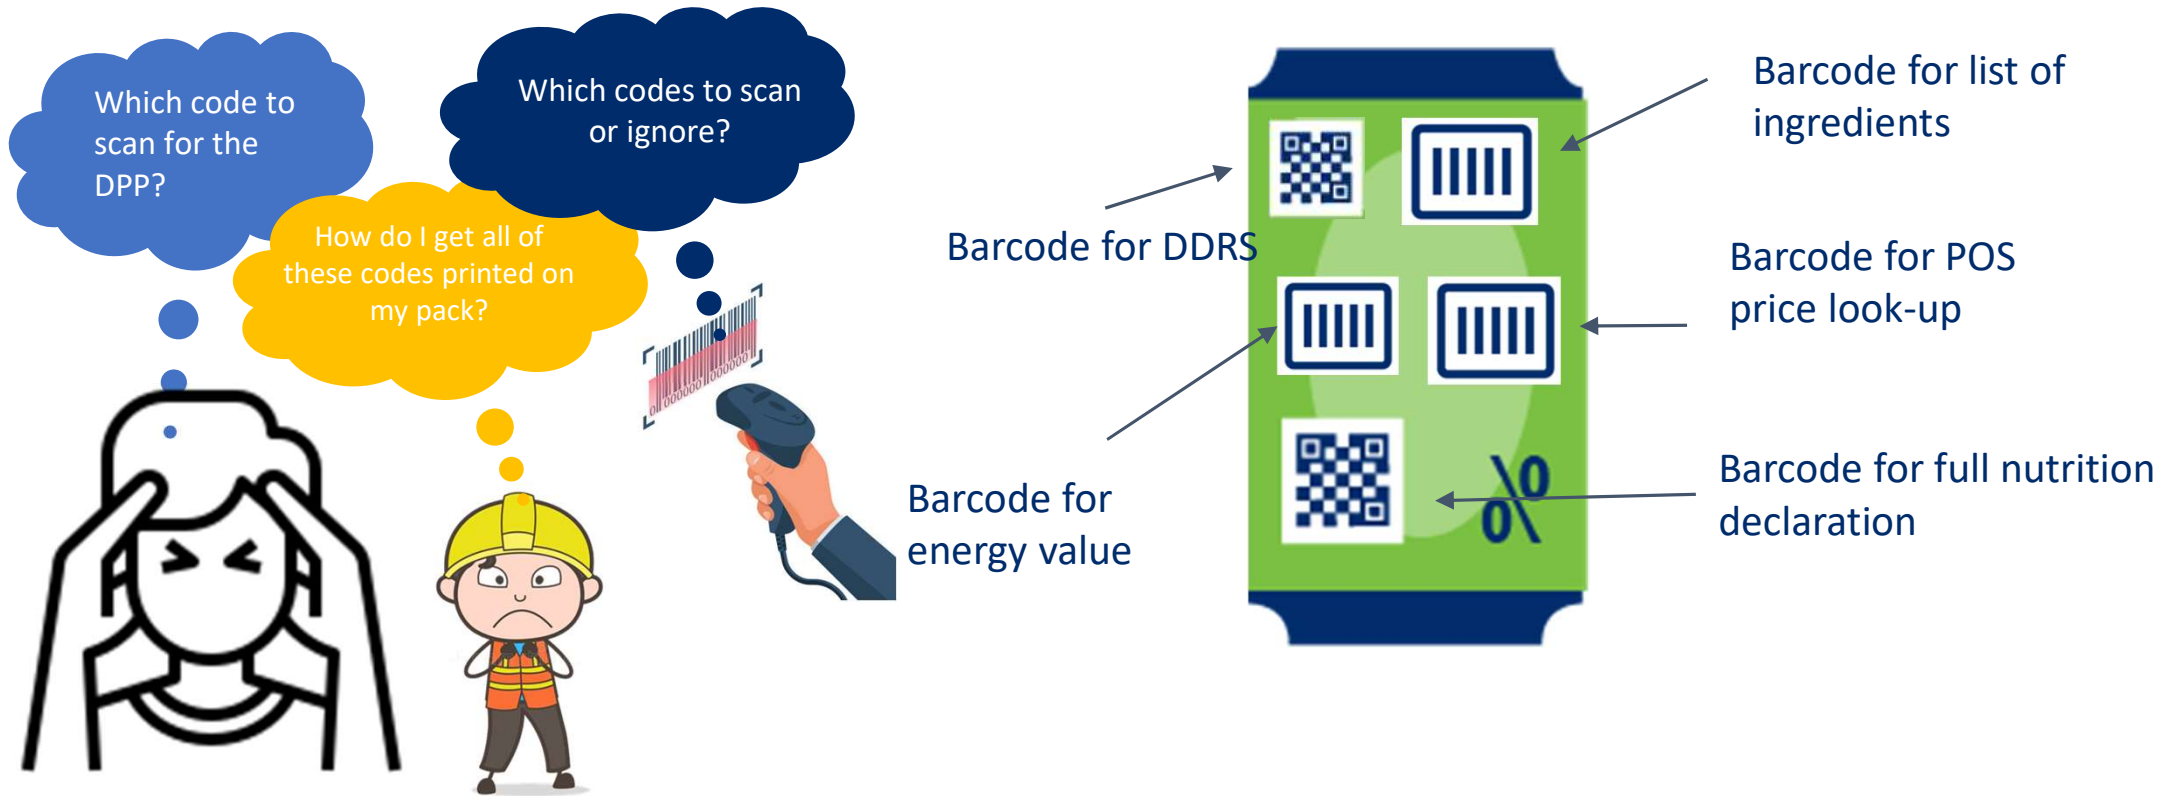 Which code to
scan for the
DPP?
How do I get all of
these codes printed on
my pack?
Which codes to scan
or ignore?
Barcode for DDRS
Barcode for
energy value
Barcode for list of
ingredients
Barcode for POS
price look-up
Barcode for full nutrition
declaration